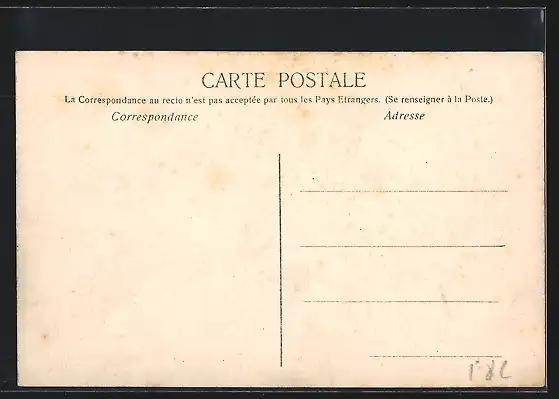 CARTE POSTALE
La Correspondance au recto n'est pas acceptée par tous les Pays Etrangers. (Se renseigner à la Poste.)
Correspondance
Adresse